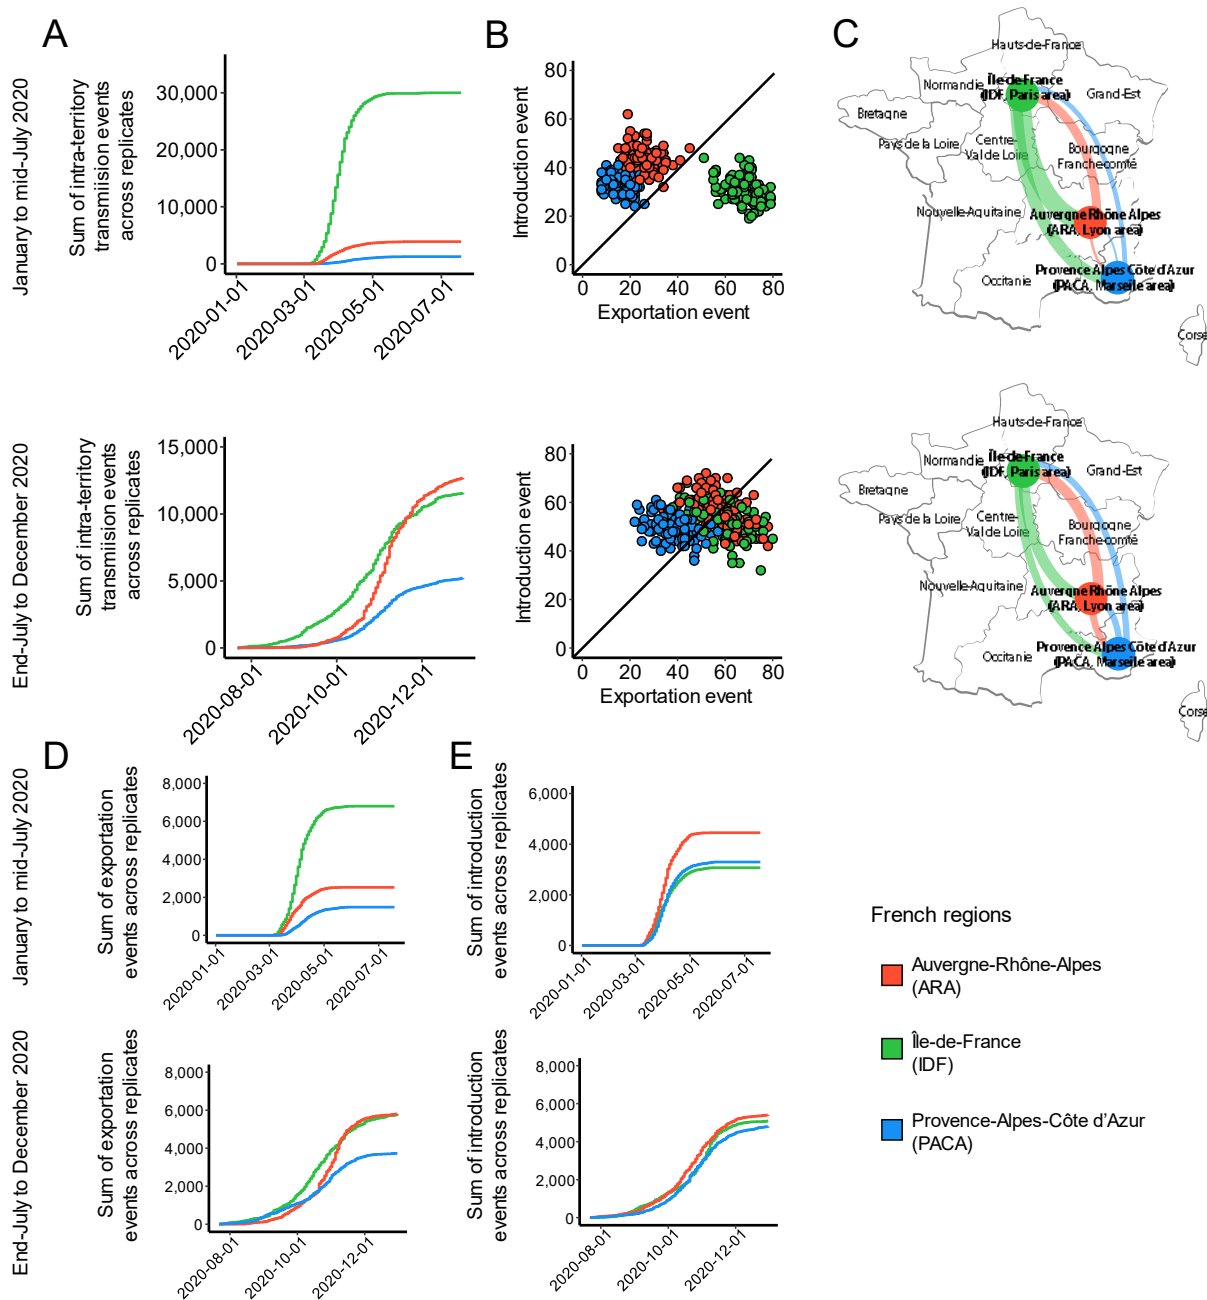 A
January to mid-July 2020
Sum of intra-territory
transmiision events
across replicates
30,000
20,000
10,000
0
2020-01-01
2020-03-01
2020-05-01
2020-07-01
B
Introduction event
80
60
40
20
0
0
20
40
60
80
Exportation event
C
Hauts-de-France
Normandie
Île-de-France
(IDF, Paris area)
Grand-Est
Bretagne
Pays de la Loire
Centre-
Val de Loire
Bourgogne
Franche-comté
Nouvelle-Aquitaine
Auvergne Rhône Alpes
(ARA, Lyon area)
Provence Alpes Côte d'Azur
(PACA, Marseile area)
Occitanie
Corse
End-July to December 2020
Sum of intra-territory
transmiision events
across replicates
15,000
10,000
5,000
0
2020-08-01
2020-10-01
2020-12-01
Introduction event
80
60
40
20
0
0
20
40
60
80
Exportation event
Hauts-de-France
Normandie
Île-de-France
(IDF, Paris area)
Grand-Est
Bretagne
Pays de la Loire
Centre-
Val de Loire
Bourgogne
Franche-comté
Nouvelle-Aquitaine
Auvergne Rhône Alpes
(ARA, Lyon area)
Provence Alpes Côte d'Azur
(PACA, Marseile area)
Occitanie
Corse
D
January to mid-July 2020
Sum of exportation
events across replicates
8,000
6,000
4,000
2,000
0
2020-01-01
2020-03-01
2020-05-01
2020-07-01
E
Sum of introduction
events across replicates
6,000
4,000
2,000
0
2020-01-01
2020-03-01
2020-05-01
2020-07-01
End-July to December 2020
Sum of exportation
events across replicates
8,000
6,000
4,000
2,000
0
2020-08-01
2020-10-01
2020-12-01
Sum of introduction
events across replicates
8,000
6,000
4,000
2,000
0
2020-08-01
2020-10-01
2020-12-01
French regions
Auvergne-Rhône-Alpes
(ARA)
Île-de-France
(IDF)
Provence-Alpes-Côte d'Azur
(PACA)